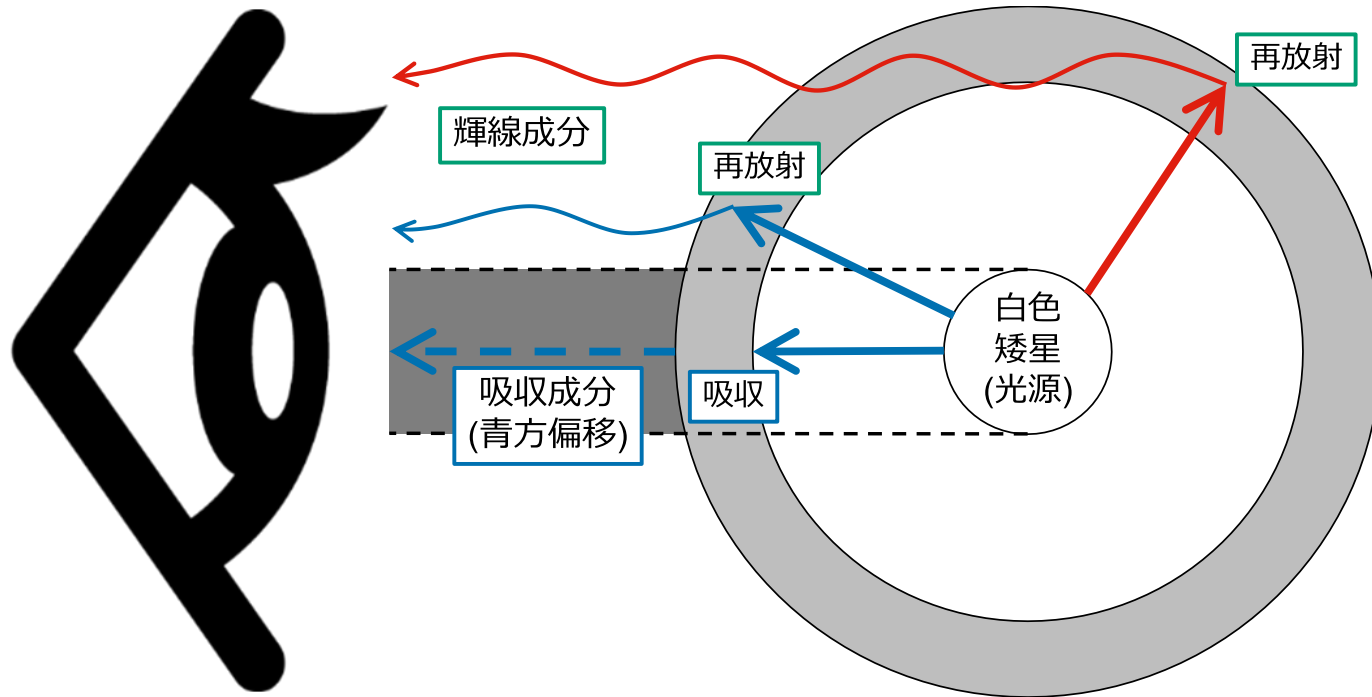 再放射
輝線成分
再放射
白色
矮星
(光源)
吸収
吸収成分
(青方偏移)